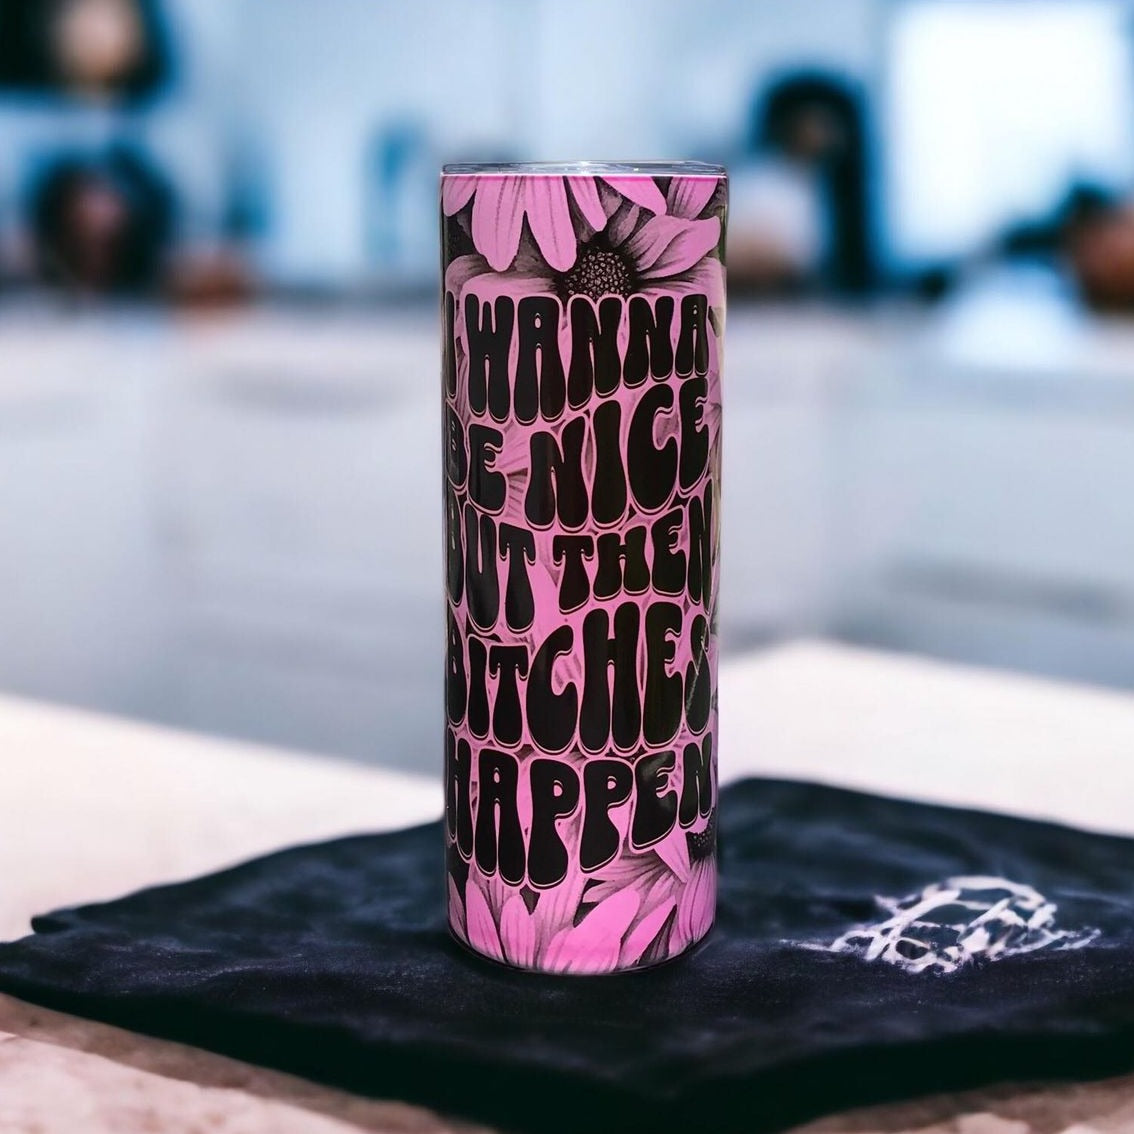 I WANNA
BE NICE
BUT THEN
BITCHES
HAPPEN